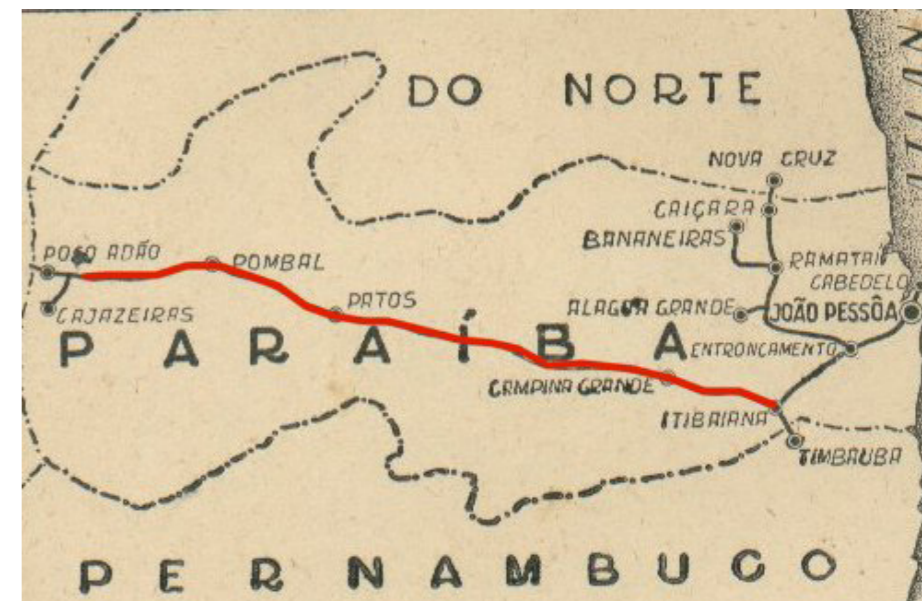 DO NORTE
NOVA CRUZ
CAIÇARA
BANANEIRAS
POÇO ADÃO
POMBAL
CABEDELO
CAJAZEIRAS
PATOS
ALAGOA GRANDE
JOÃO PESSÔA
PARAÍBA
ENTRONCAMENTO
CAMPINA GRANDE
ITIBAIANA
TIMBAUBA
PERNAMBUCO